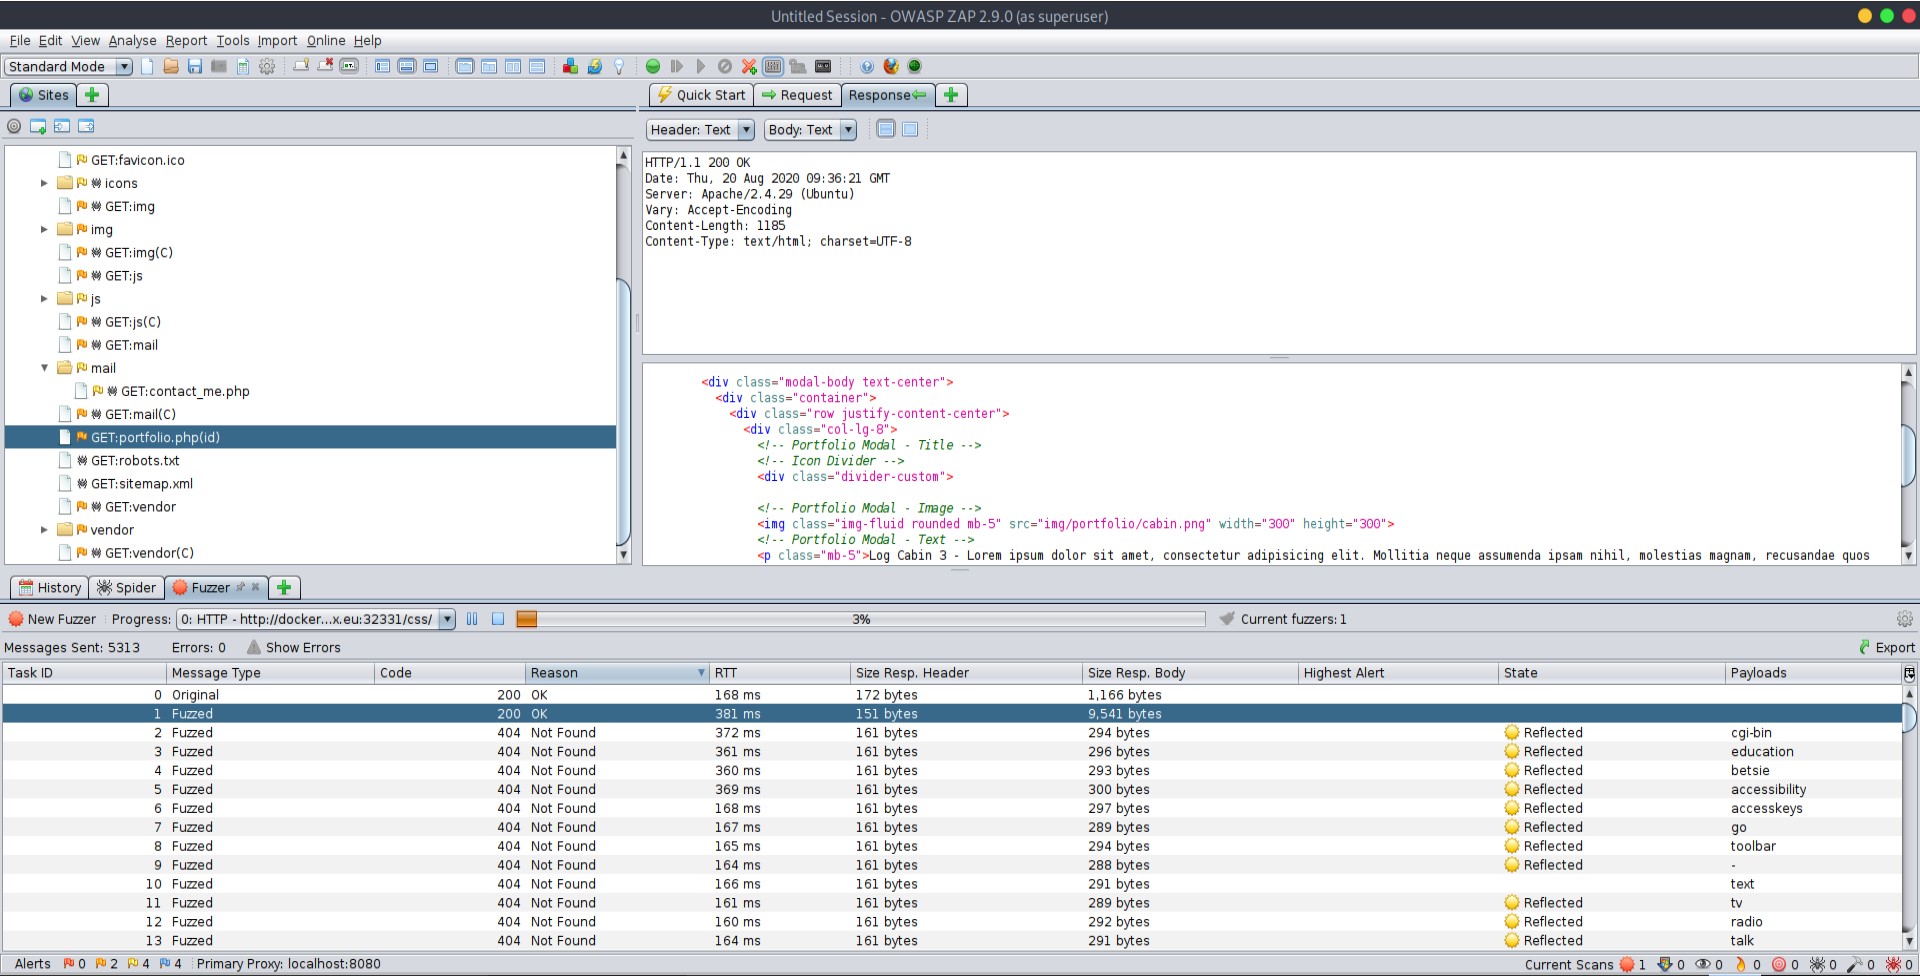 Untitled Session - OWASP ZAP 2.9.0 (as superuser)
File Edit View Analyse Report Tools Import Online Help
Standard Mode
Sites
Quick Start Request Response
Header: Text Body: Text
GET:favicon.ico
icons
GET:img
img
GET:img(C)
GET:js
js
GET:js(C)
GET:mail
mail
GET:contact_me.php
GET:mail(C)
GET:portfolio.php(id)
GET:robots.txt
GET:sitemap.xml
GET:vendor
vendor
GET:vendor(C)
HTTP/1.1 200 OK
Date: Thu, 20 Aug 2020 09:36:21 GMT
Server: Apache/2.4.29 (Ubuntu)
Vary: Accept-Encoding
Content-Length: 1185
Content-Type: text/html; charset=UTF-8
<div class="modal-body text-center">
<div class="container">
<div class="row justify-content-center">
<div class="col-lg-8">
<!-- Portfolio Modal - Title -->
<!-- Icon Divider -->
<div class="divider-custom">
<!-- Portfolio Modal - Image -->
<img class="img-fluid rounded mb-5" src="img/portfolio/cabin.png" width="300" height="300">
<!-- Portfolio Modal - Text -->
<p class="mb-5">Log Cabin 3 - Lorem ipsum dolor sit amet, consectetur adipisicing elit. Mollitia neque assumenda ipsam nihil, molestias magnam, recusandae quos
History Spider Fuzzer
New Fuzzer Progress: 0: HTTP - http://docker...x.eu:32331/css/ 3% Current fuzzers: 1
Messages Sent: 5313 Errors: 0 Show Errors Export
Task ID Message Type Code Reason RTT Size Resp. Header Size Resp. Body Highest Alert State Payloads
0 Original 200 OK 168 ms 172 bytes 1,166 bytes
1 Fuzzed 200 OK 381 ms 151 bytes 9,541 bytes
2 Fuzzed 404 Not Found 372 ms 161 bytes 294 bytes Reflected cgi-bin
3 Fuzzed 404 Not Found 361 ms 161 bytes 296 bytes Reflected education
4 Fuzzed 404 Not Found 360 ms 161 bytes 293 bytes Reflected betsie
5 Fuzzed 404 Not Found 369 ms 161 bytes 300 bytes Reflected accessibility
6 Fuzzed 404 Not Found 168 ms 161 bytes 297 bytes Reflected accesskeys
7 Fuzzed 404 Not Found 167 ms 161 bytes 289 bytes Reflected go
8 Fuzzed 404 Not Found 165 ms 161 bytes 294 bytes Reflected toolbar
9 Fuzzed 404 Not Found 164 ms 161 bytes 288 bytes Reflected -
10 Fuzzed 404 Not Found 166 ms 161 bytes 291 bytes text
11 Fuzzed 404 Not Found 161 ms 161 bytes 289 bytes Reflected tv
12 Fuzzed 404 Not Found 160 ms 161 bytes 292 bytes Reflected radio
13 Fuzzed 404 Not Found 164 ms 161 bytes 291 bytes Reflected talk
Alerts 0 2 4 4 Primary Proxy: localhost:8080 Current Scans 1 0 0 0 0 0 0 0